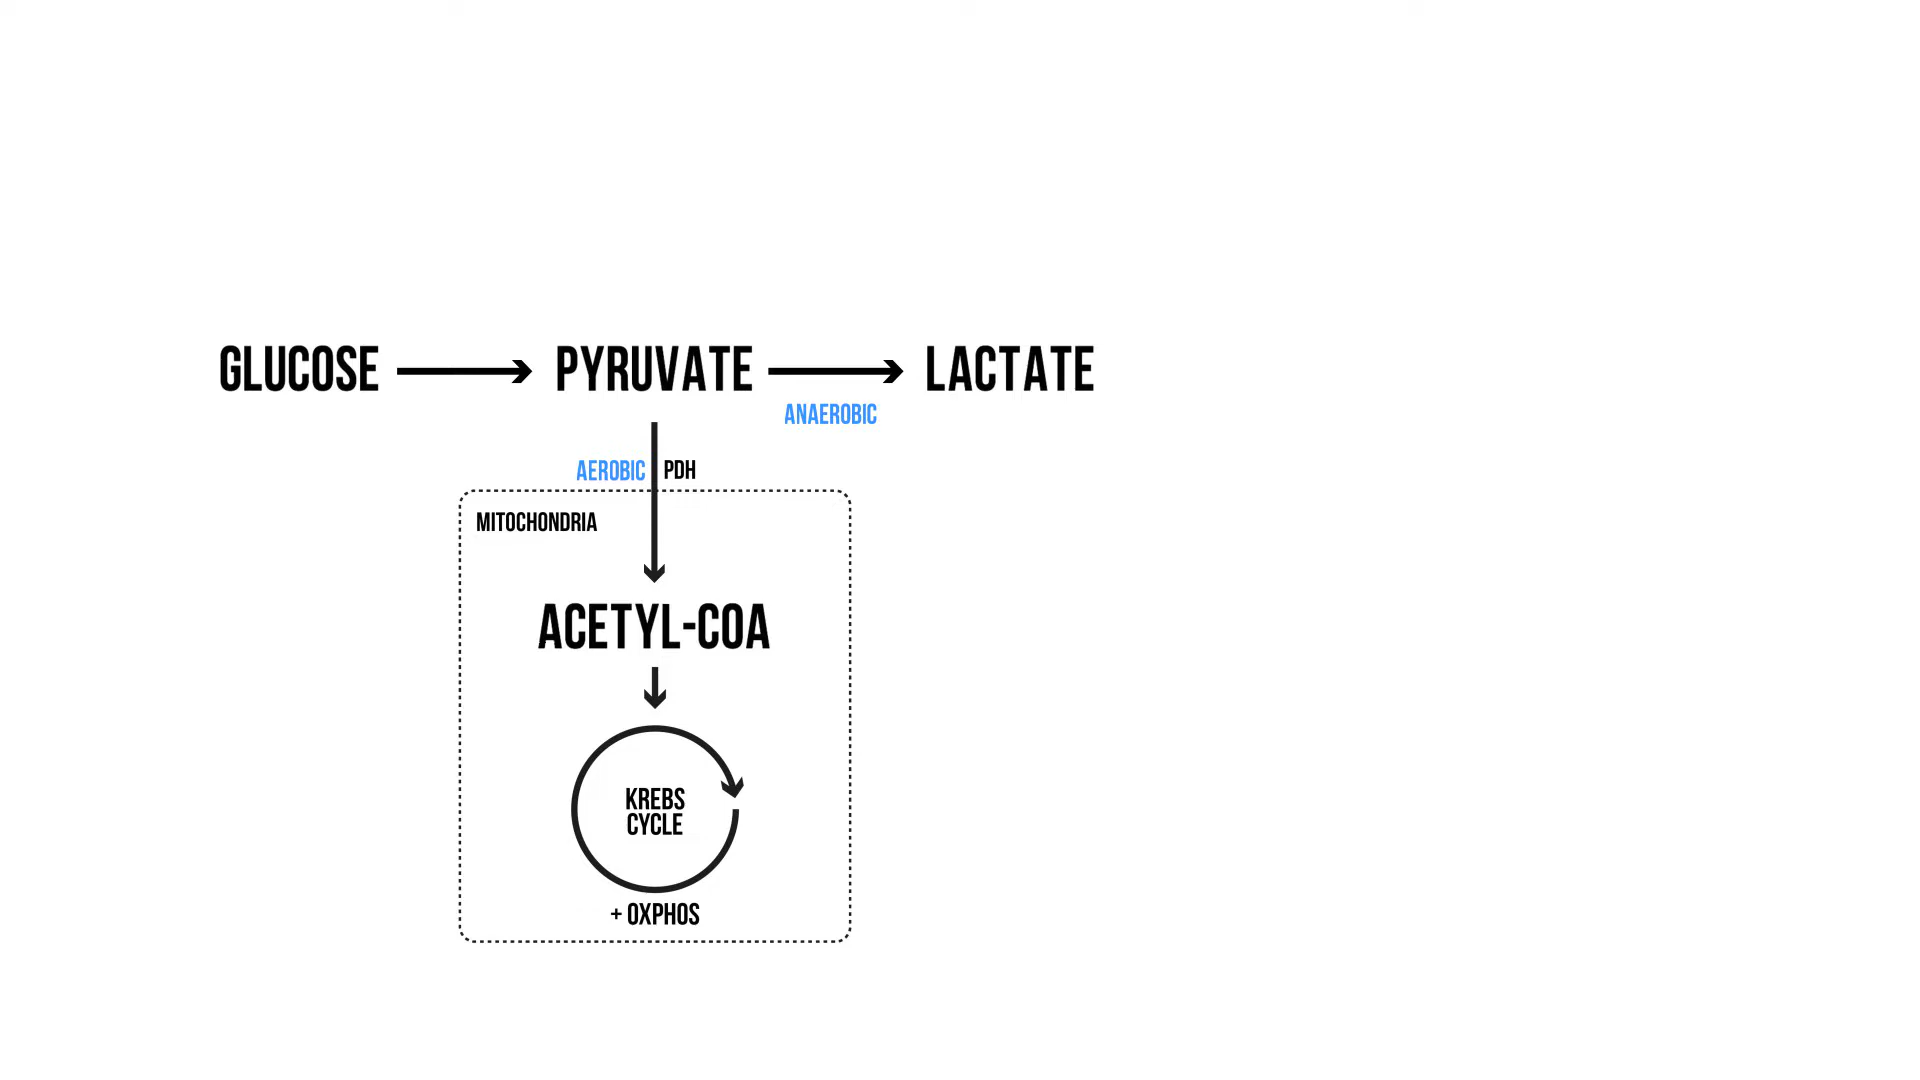 GLUCOSE PYRUVATE LACTATE
ANAEROBIC
AEROBIC PDH
MITOCHONDRIA
ACETYL-COA
KREBS
CYCLE
+ OXPHOS